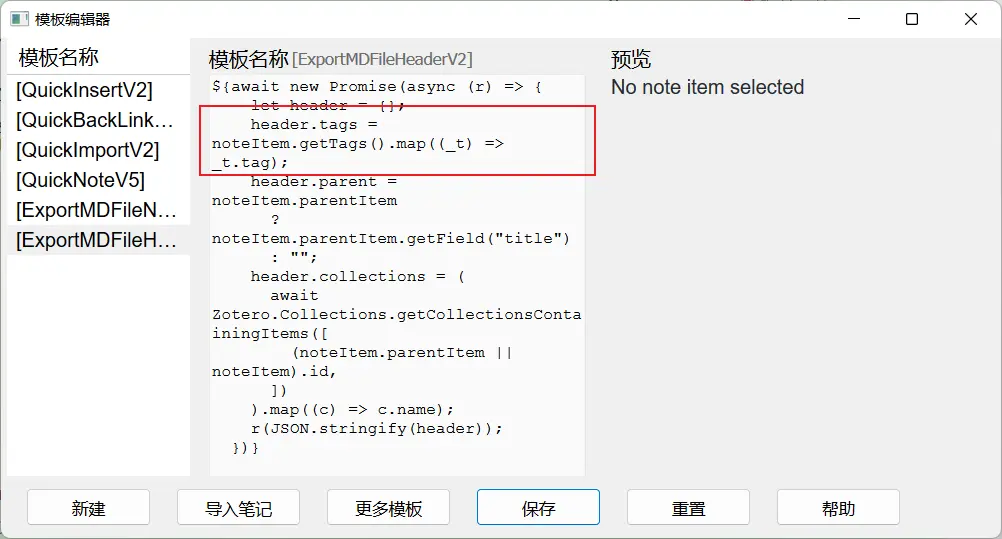 模板编辑器
模板名称
[QuickInsertV2]
[QuickBackLink…
[QuickImportV2]
[QuickNoteV5]
[ExportMDFileN…
[ExportMDFileH…
模板名称 [ExportMDFileHeaderV2]
${await new Promise(async (r) => {
    let header = {};
    header.tags =
noteItem.getTags().map((_t) =>
_t.tag);
    header.parent =
noteItem.parentItem
      ?
noteItem.parentItem.getField("title")
      : "";
    header.collections = (
      await
Zotero.Collections.getCollectionsConta
iningItems([
        (noteItem.parentItem ||
noteItem).id,
      ])
    ).map((c) => c.name);
    r(JSON.stringify(header));
  })}
预览
No note item selected
新建
导入笔记
更多模板
保存
重置
帮助